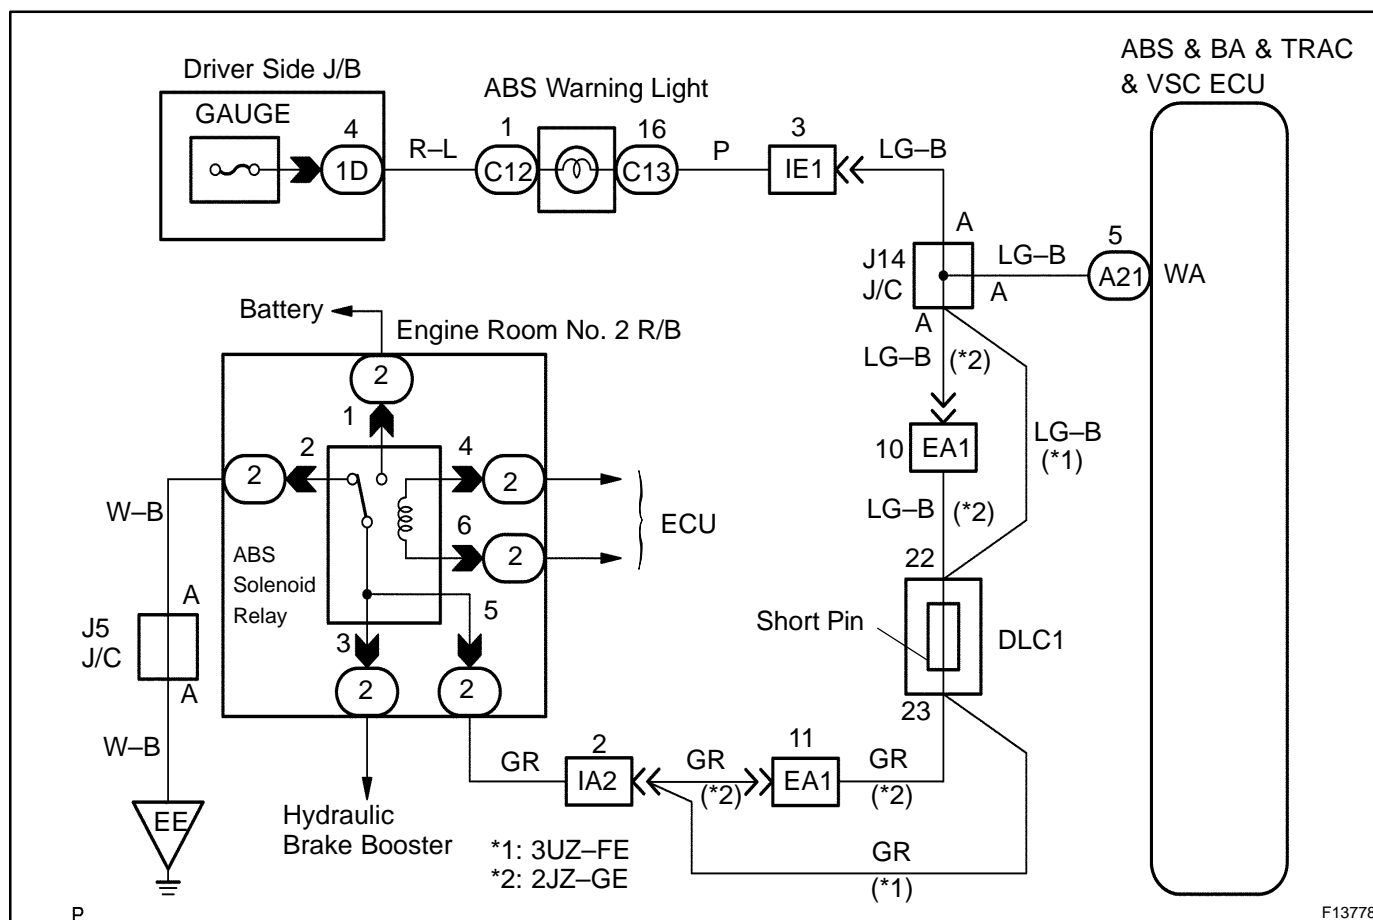 ABS & BA & TRAC
& VSC ECU
Driver Side J/B
ABS Warning Light
GAUGE
4
1D
R–L
1
C12
16
C13
P
3
IE1
LG–B
A
J14
J/C
LG–B
A
5
A21
WA
A
Battery
Engine Room No. 2 R/B
LG–B
(*2)
2
1
2
2
4
2
ECU
6
2
W–B
ABS
Solenoid
Relay
10
EA1
LG–B
(*1)
LG–B
(*2)
22
5
3
A
J5
J/C
A
Short Pin
DLC1
2
2
23
W–B
GR
2
IA2
GR
(*2)
11
EA1
GR
(*2)
EE
Hydraulic
Brake Booster
*1: 3UZ–FE
*2: 2JZ–GE
GR
(*1)
P
F13778